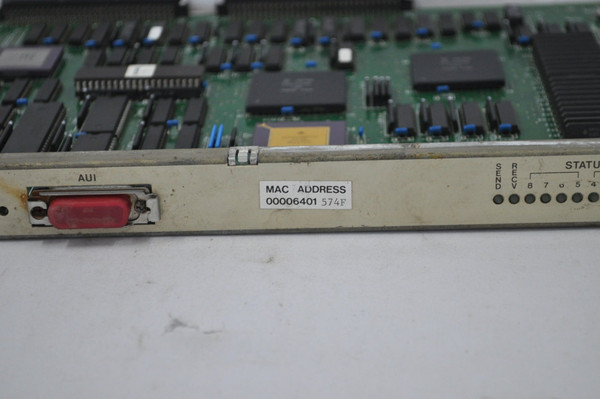 AUI
MAC ADDRESS
00006401 574F
SEND
RECV
STATU
8 7 6 5 4